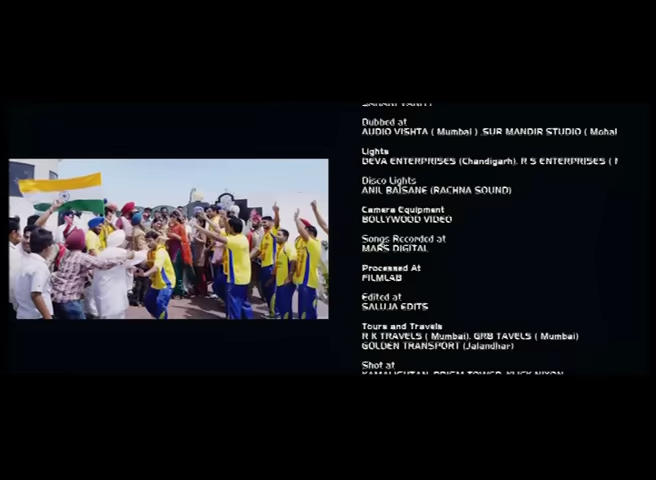 Dubbed at
AUDIO VISHTA ( Mumbai ) .SUR MANDIR STUDIO ( Mohal
Lights
DEVA ENTERPRISES (Chandigarh). R S ENTERPRISES (
Disco Lights
ANIL BAISANE (RACHNA SOUND)
Camera Equipment
BOLLYWOOD VIDEO
Songs Recorded at
MARS DIGITAL
Processed At
FILMLAB
Edited at
SALUJA EDITS
Tours and Travels
R K TRAVELS ( Mumbai). GRB TAVELS ( Mumbai)
GOLDEN TRANSPORT (Jalandhar)
Shot at